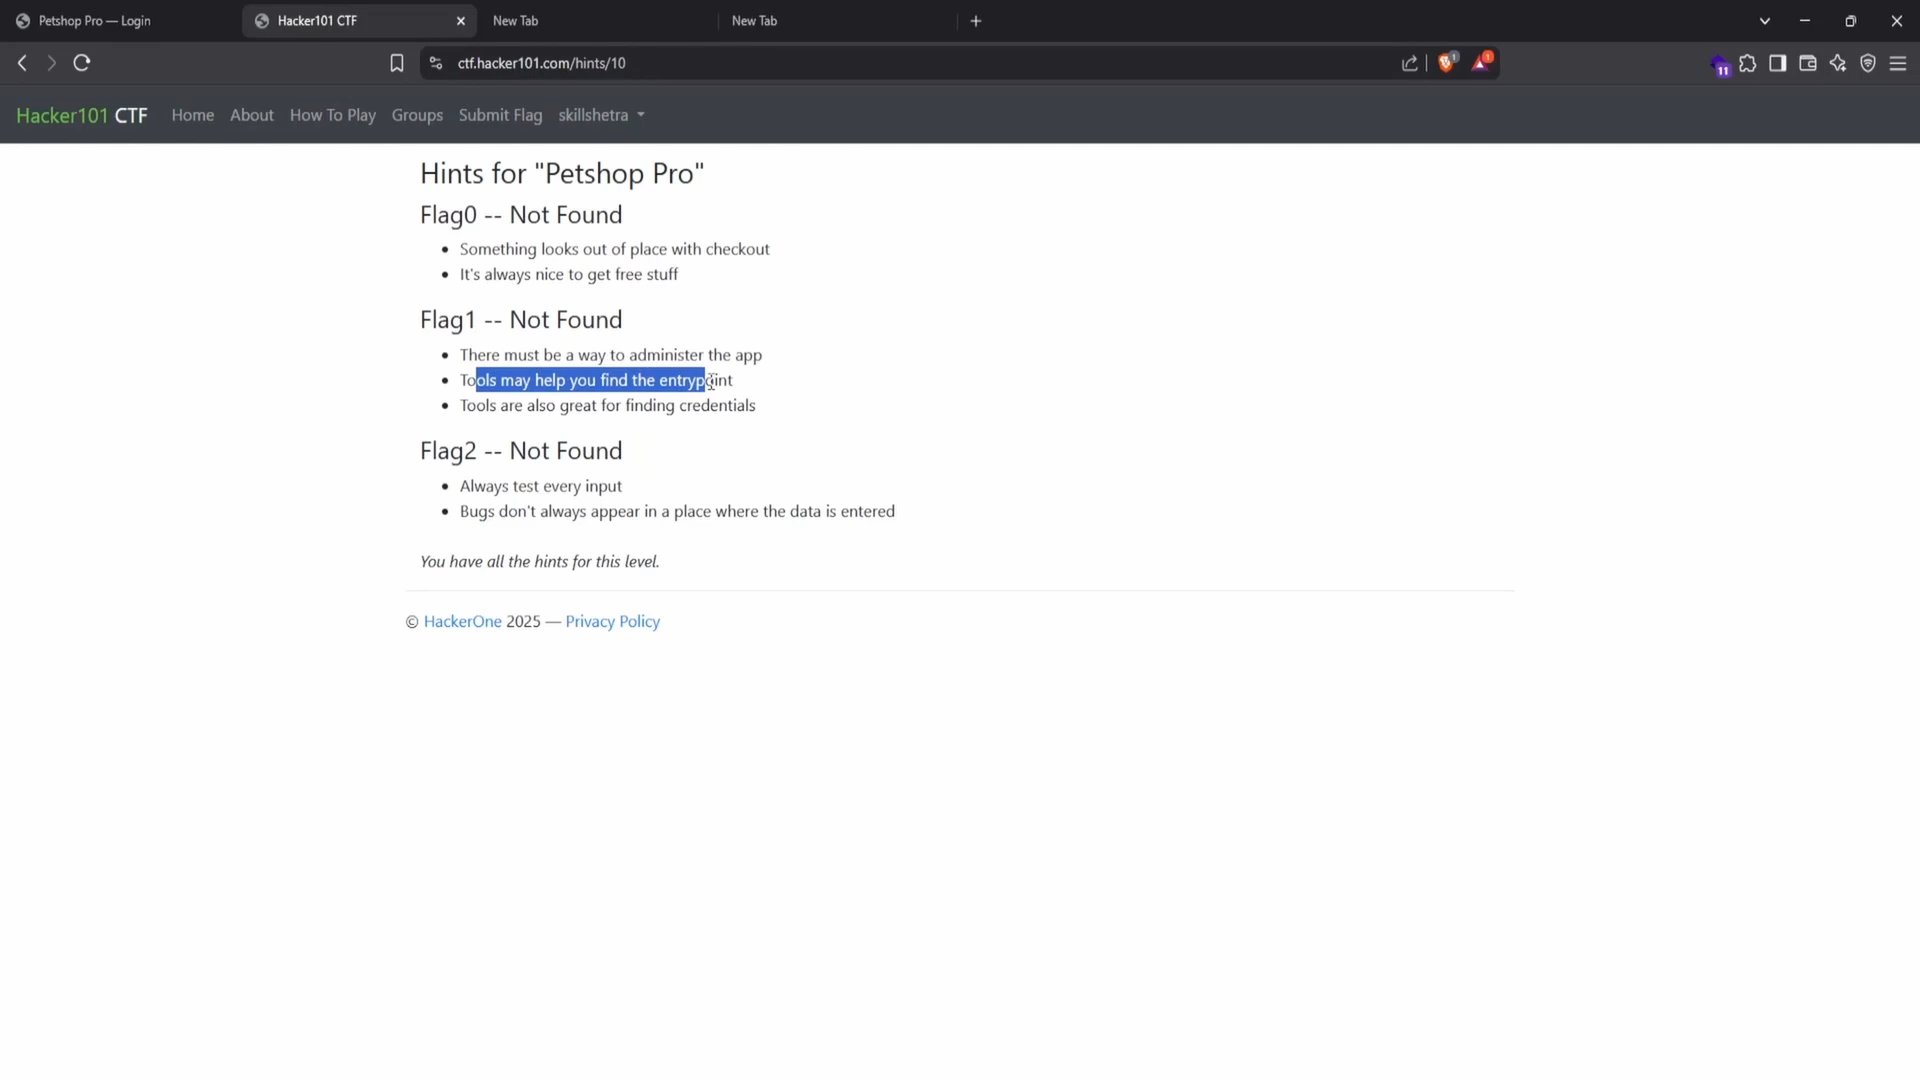 Petshop Pro — Login
Hacker101 CTF
New Tab
New Tab
ctf.hacker101.com/hints/10
1
1
11
Hacker101 CTF Home About How To Play Groups Submit Flag skillshetra
Hints for "Petshop Pro"
Flag0 -- Not Found
• Something looks out of place with checkout
• It's always nice to get free stuff
Flag1 -- Not Found
• There must be a way to administer the app
• Tools may help you find the entrypoint
• Tools are also great for finding credentials
Flag2 -- Not Found
• Always test every input
• Bugs don't always appear in a place where the data is entered
You have all the hints for this level.
© HackerOne 2025 — Privacy Policy